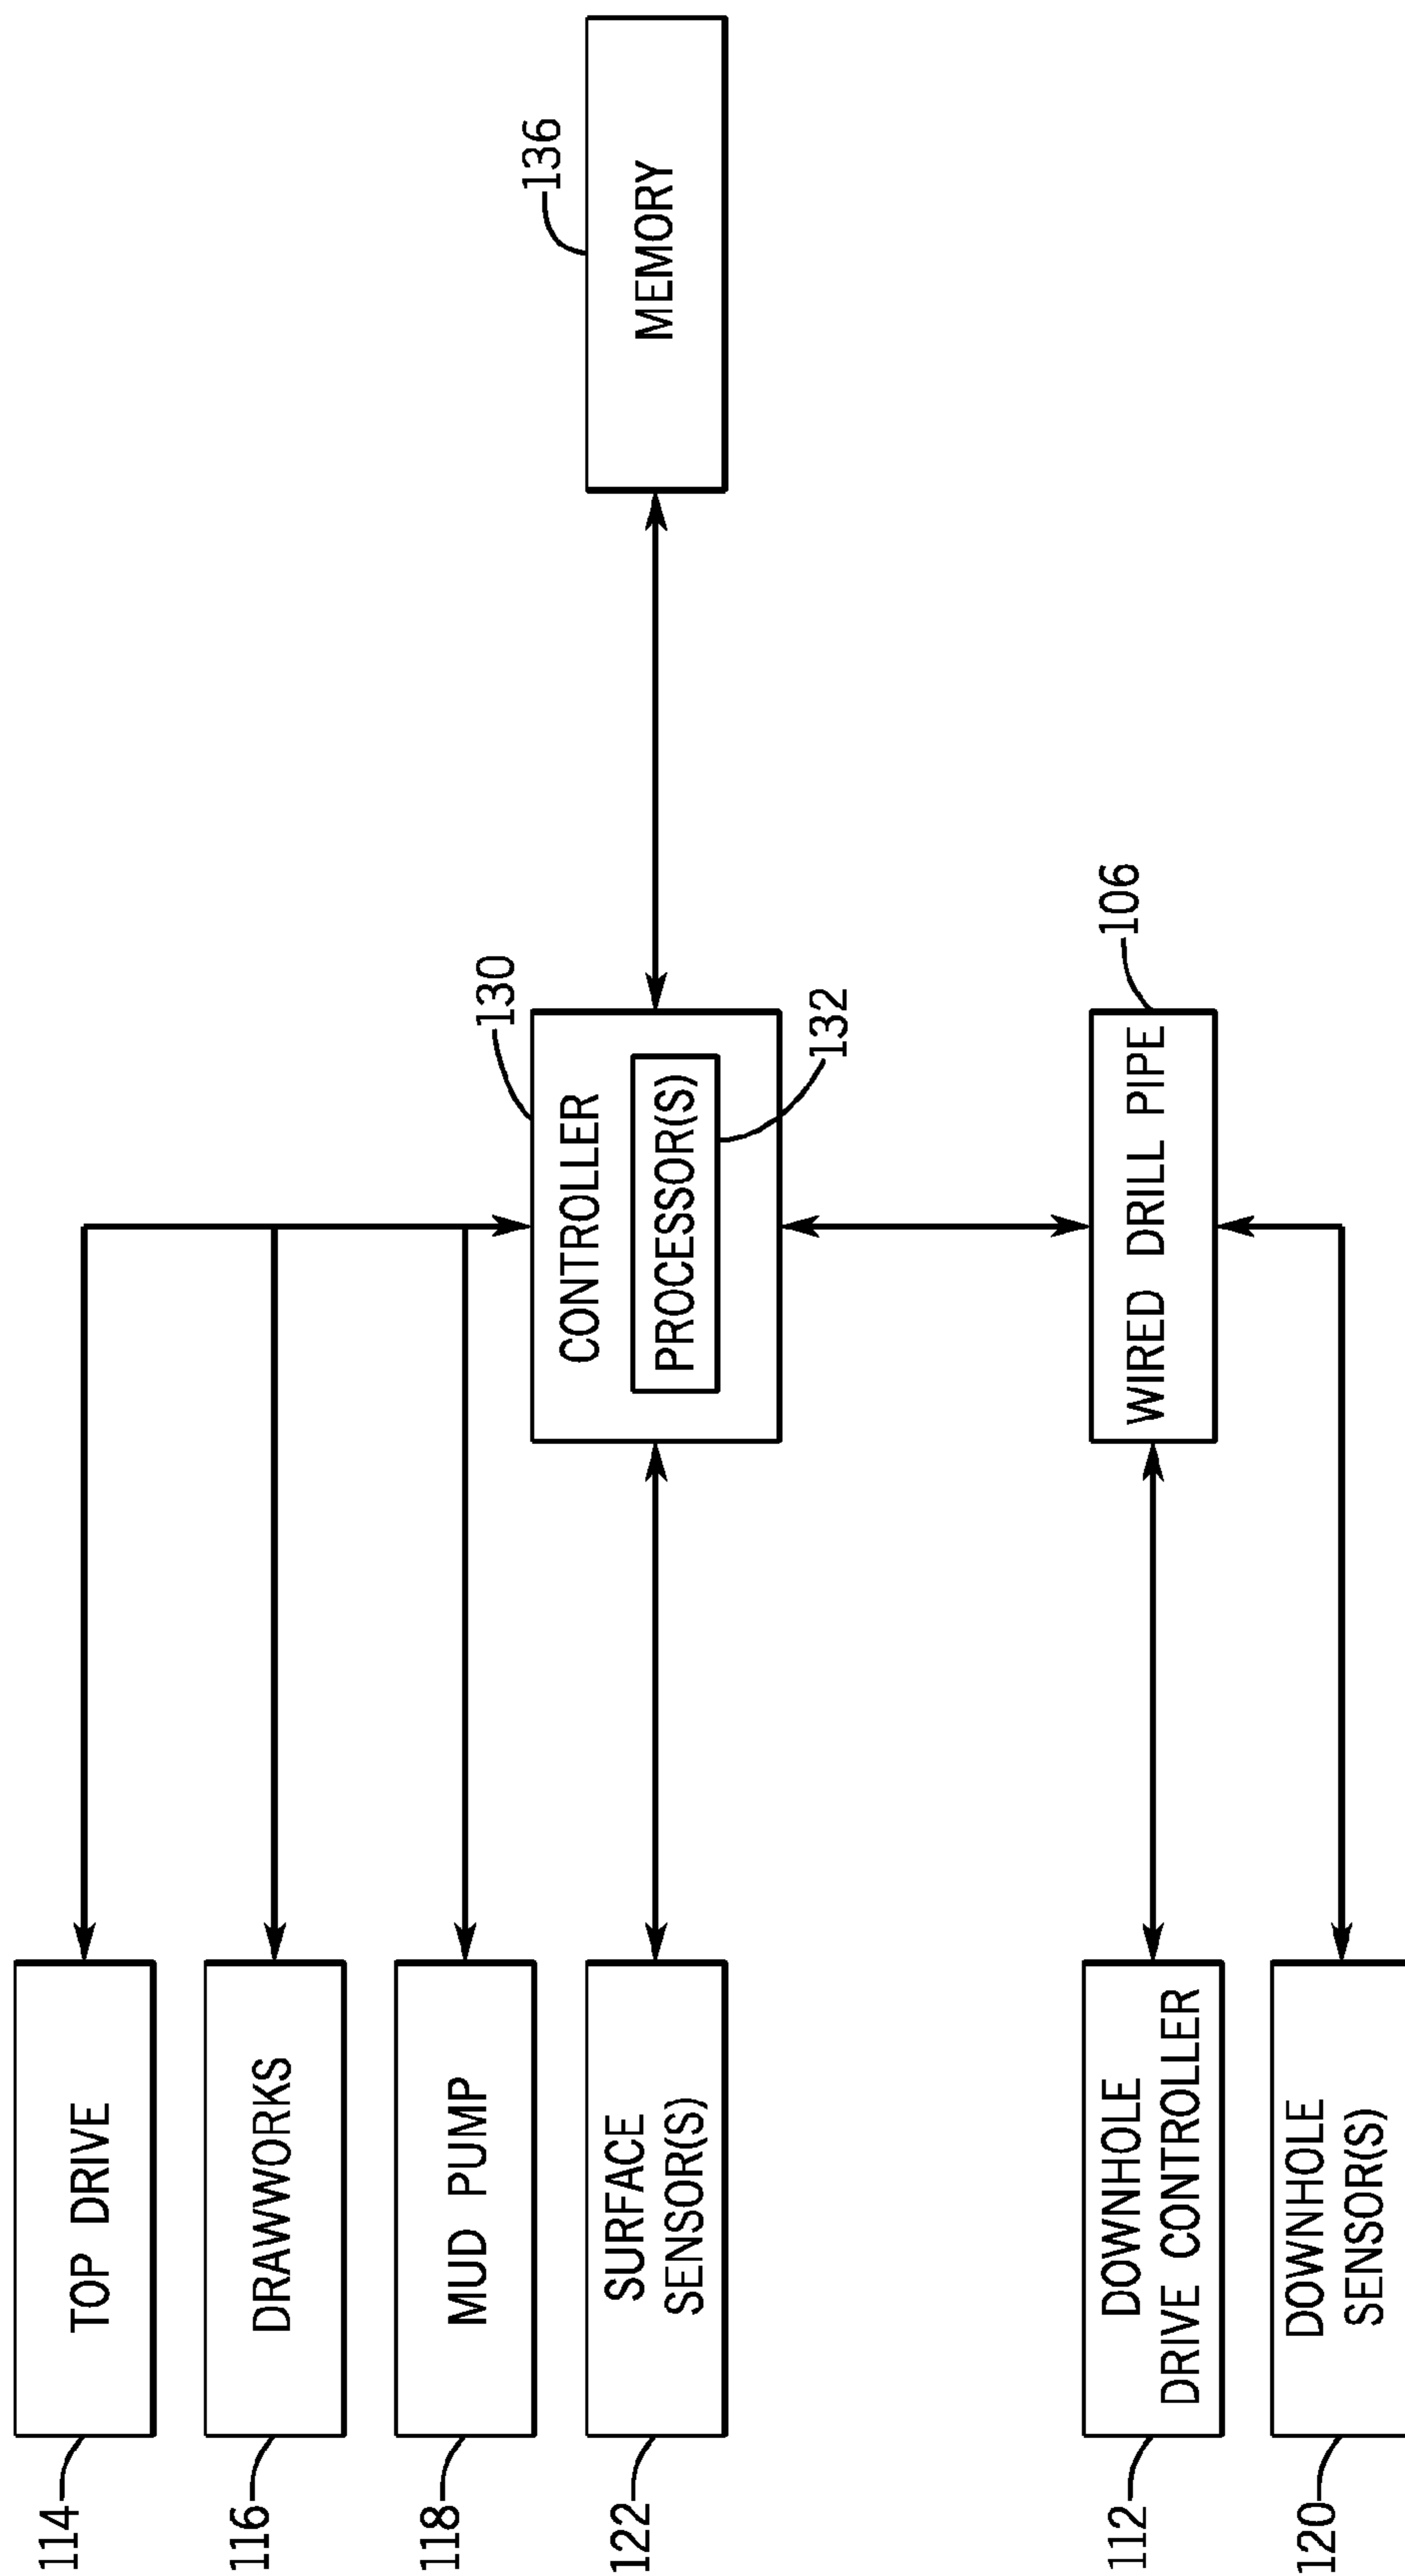 114
TOP DRIVE
116
DRAWWORKS
118
MUD PUMP
122
SURFACE
SENSOR(S)
130
CONTROLLER
PROCESSOR(S)
132
136
MEMORY
112
DOWNHOLE
DRIVE CONTROLLER
106
WIRED DRILL PIPE
120
DOWNHOLE
SENSOR(S)